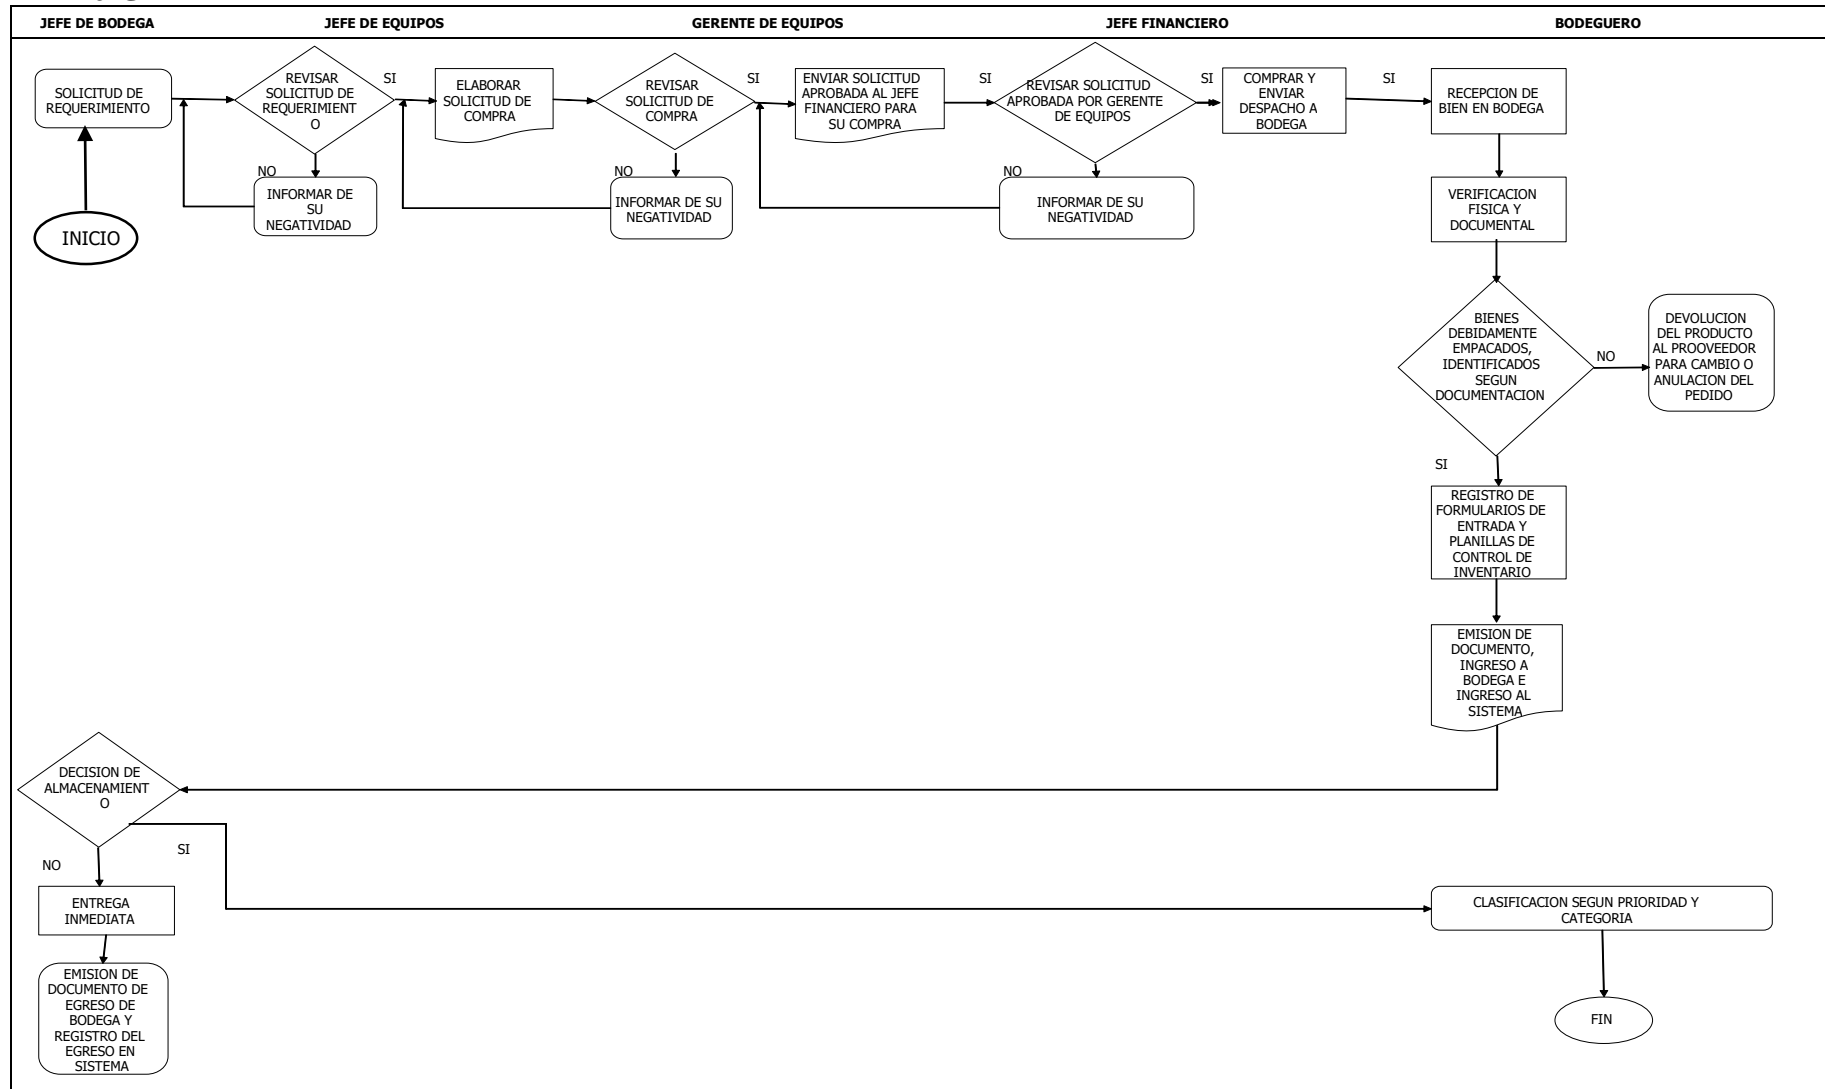 JEFE DE BODEGA
JEFE DE EQUIPOS
GERENTE DE EQUIPOS
JEFE FINANCIERO
BODEGUERO
SOLICITUD DE
REQUERIMIENTO
INICIO
REVISAR
SOLICITUD DE
REQUERIMIENT
O
SI
NO
INFORMAR DE
SU
NEGATIVIDAD
ELABORAR
SOLICITUD DE
COMPRA
REVISAR
SOLICITUD DE
COMPRA
SI
NO
INFORMAR DE SU
NEGATIVIDAD
ENVIAR SOLICITUD
APROBADA AL JEFE
FINANCIERO PARA
SU COMPRA
SI
REVISAR SOLICITUD
APROBADA POR GERENTE
DE EQUIPOS
NO
INFORMAR DE SU
NEGATIVIDAD
SI
COMPRAR Y
ENVIAR
DESPACHO A
BODEGA
SI
RECEPCION DE
BIEN EN BODEGA
VERIFICACION
FISICA Y
DOCUMENTAL
BIENES
DEBIDAMENTE
EMPACADOS,
IDENTIFICADOS
SEGUN
DOCUMENTACION
NO
DEVOLUCION
DEL PRODUCTO
AL PROOVEEDOR
PARA CAMBIO O
ANULACION DEL
PEDIDO
SI
REGISTRO DE
FORMULARIOS DE
ENTRADA Y
PLANILLAS DE
CONTROL DE
INVENTARIO
EMISION DE
DOCUMENTO,
INGRESO A
BODEGA E
INGRESO AL
SISTEMA
DECISION DE
ALMACENAMIENT
O
SI
NO
ENTREGA
INMEDIATA
EMISION DE
DOCUMENTO DE
EGRESO DE
BODEGA Y
REGISTRO DEL
EGRESO EN
SISTEMA
CLASIFICACION SEGUN PRIORIDAD Y
CATEGORIA
FIN